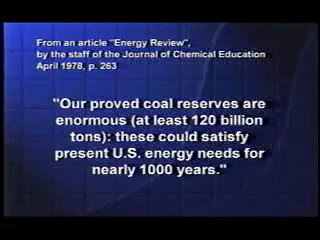 From an article "Energy Review",
by the staff of the Journal of Chemical Education
April 1978, p. 263
"Our proved coal reserves are
enormous (at least 120 billion
tons): these could satisfy
present U.S. energy needs for
nearly 1000 years."